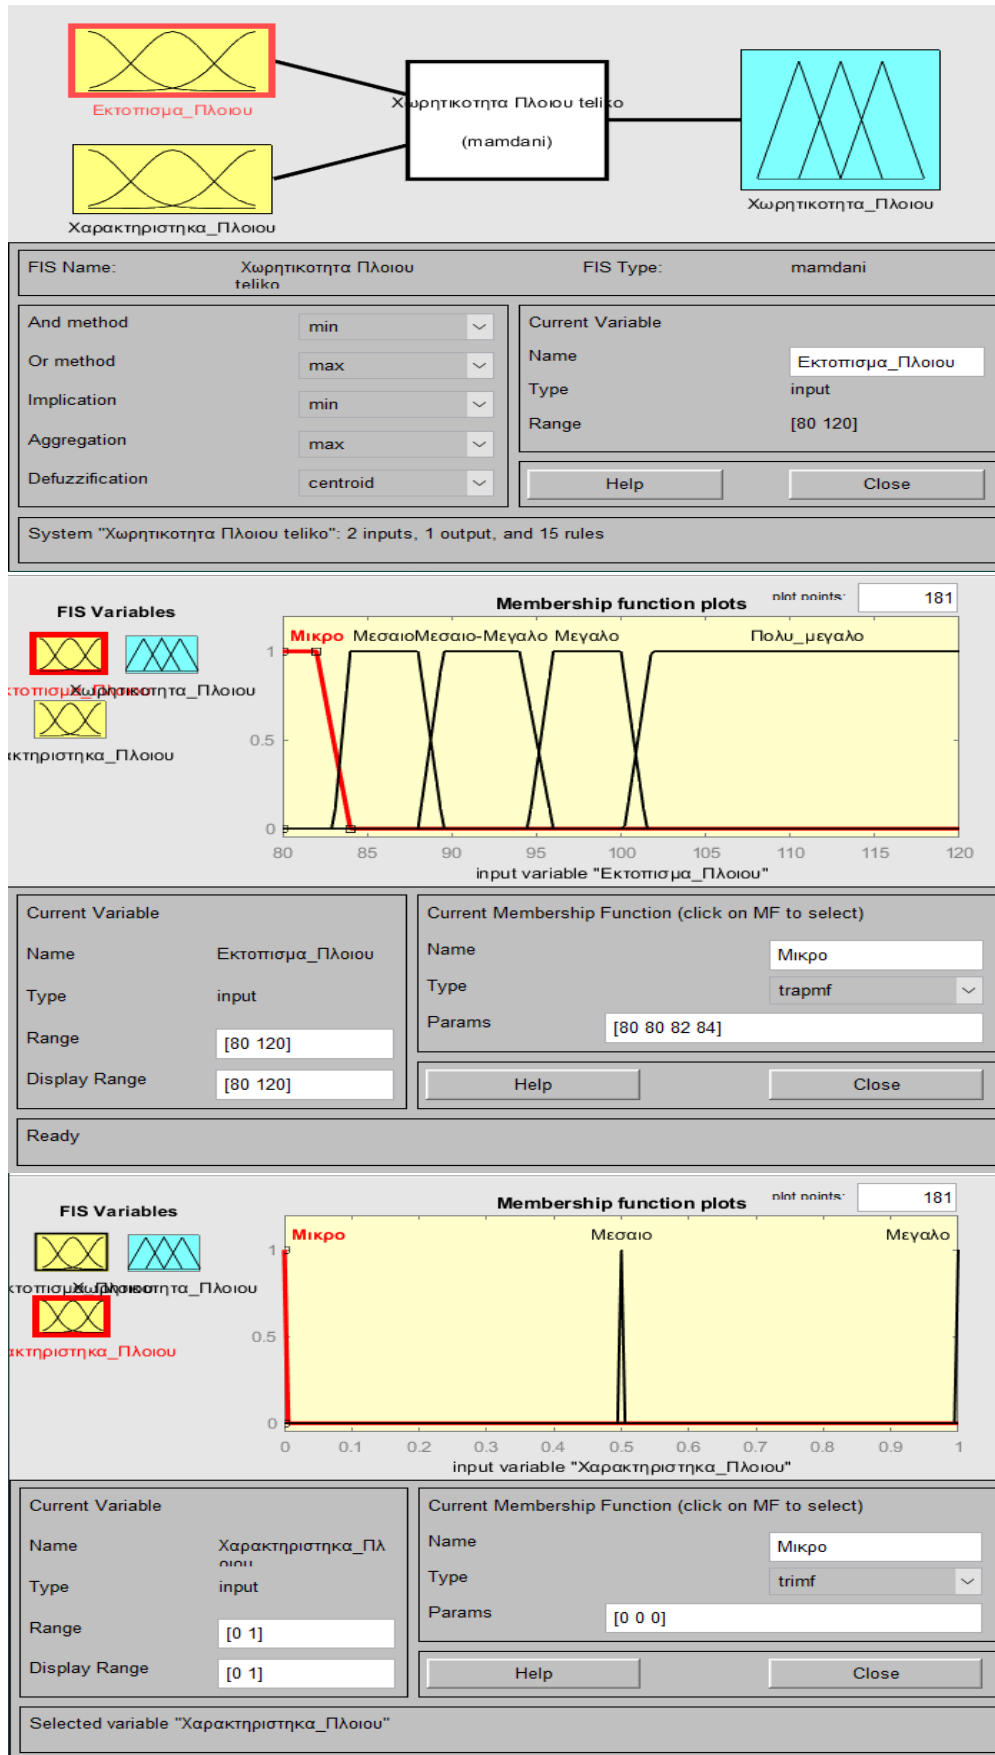 Εκτοπισμα_Πλοιου
Χαρακτηριστηκα_Πλοιου
Χωρητικοτητα Πλοιου teliko
(mamdani)
Χωρητικοτητα_Πλοιου
FIS Name: Χωρητικοτητα Πλοιου teliko FIS Type: mamdani
And method min
Or method max
Implication min
Aggregation max
Defuzzification centroid
Current Variable
Name Εκτοπισμα_Πλοιου
Type input
Range [80 120]
Help Close
System "Χωρητικοτητα Πλοιου teliko": 2 inputs, 1 output, and 15 rules
FIS Variables
Χωρητικοτητα_Πλοιου
ακτηριστηκα_Πλοιου
Membership function plots plot points: 181
Μικρο Μεσαιο Μεσαιο-Μεγαλο Μεγαλο Πολυ_μεγαλο
1
0.5
0
80 85 90 95 100 105 110 115 120
input variable "Εκτοπισμα_Πλοιου"
Current Variable
Name Εκτοπισμα_Πλοιου
Type input
Range [80 120]
Display Range [80 120]
Current Membership Function (click on MF to select)
Name Μικρο
Type trapmf
Params [80 80 82 84]
Help Close
Ready
FIS Variables
Χωρητικοτητα_Πλοιου
ακτηριστηκα_Πλοιου
Membership function plots plot points: 181
Μικρο Μεσαιο Μεγαλο
1
0.5
0
0 0.1 0.2 0.3 0.4 0.5 0.6 0.7 0.8 0.9 1
input variable "Χαρακτηριστηκα_Πλοιου"
Current Variable
Name Χαρακτηριστηκα_Πλοιου
Type input
Range [0 1]
Display Range [0 1]
Current Membership Function (click on MF to select)
Name Μικρο
Type trimf
Params [0 0 0]
Help Close
Selected variable "Χαρακτηριστηκα_Πλοιου"